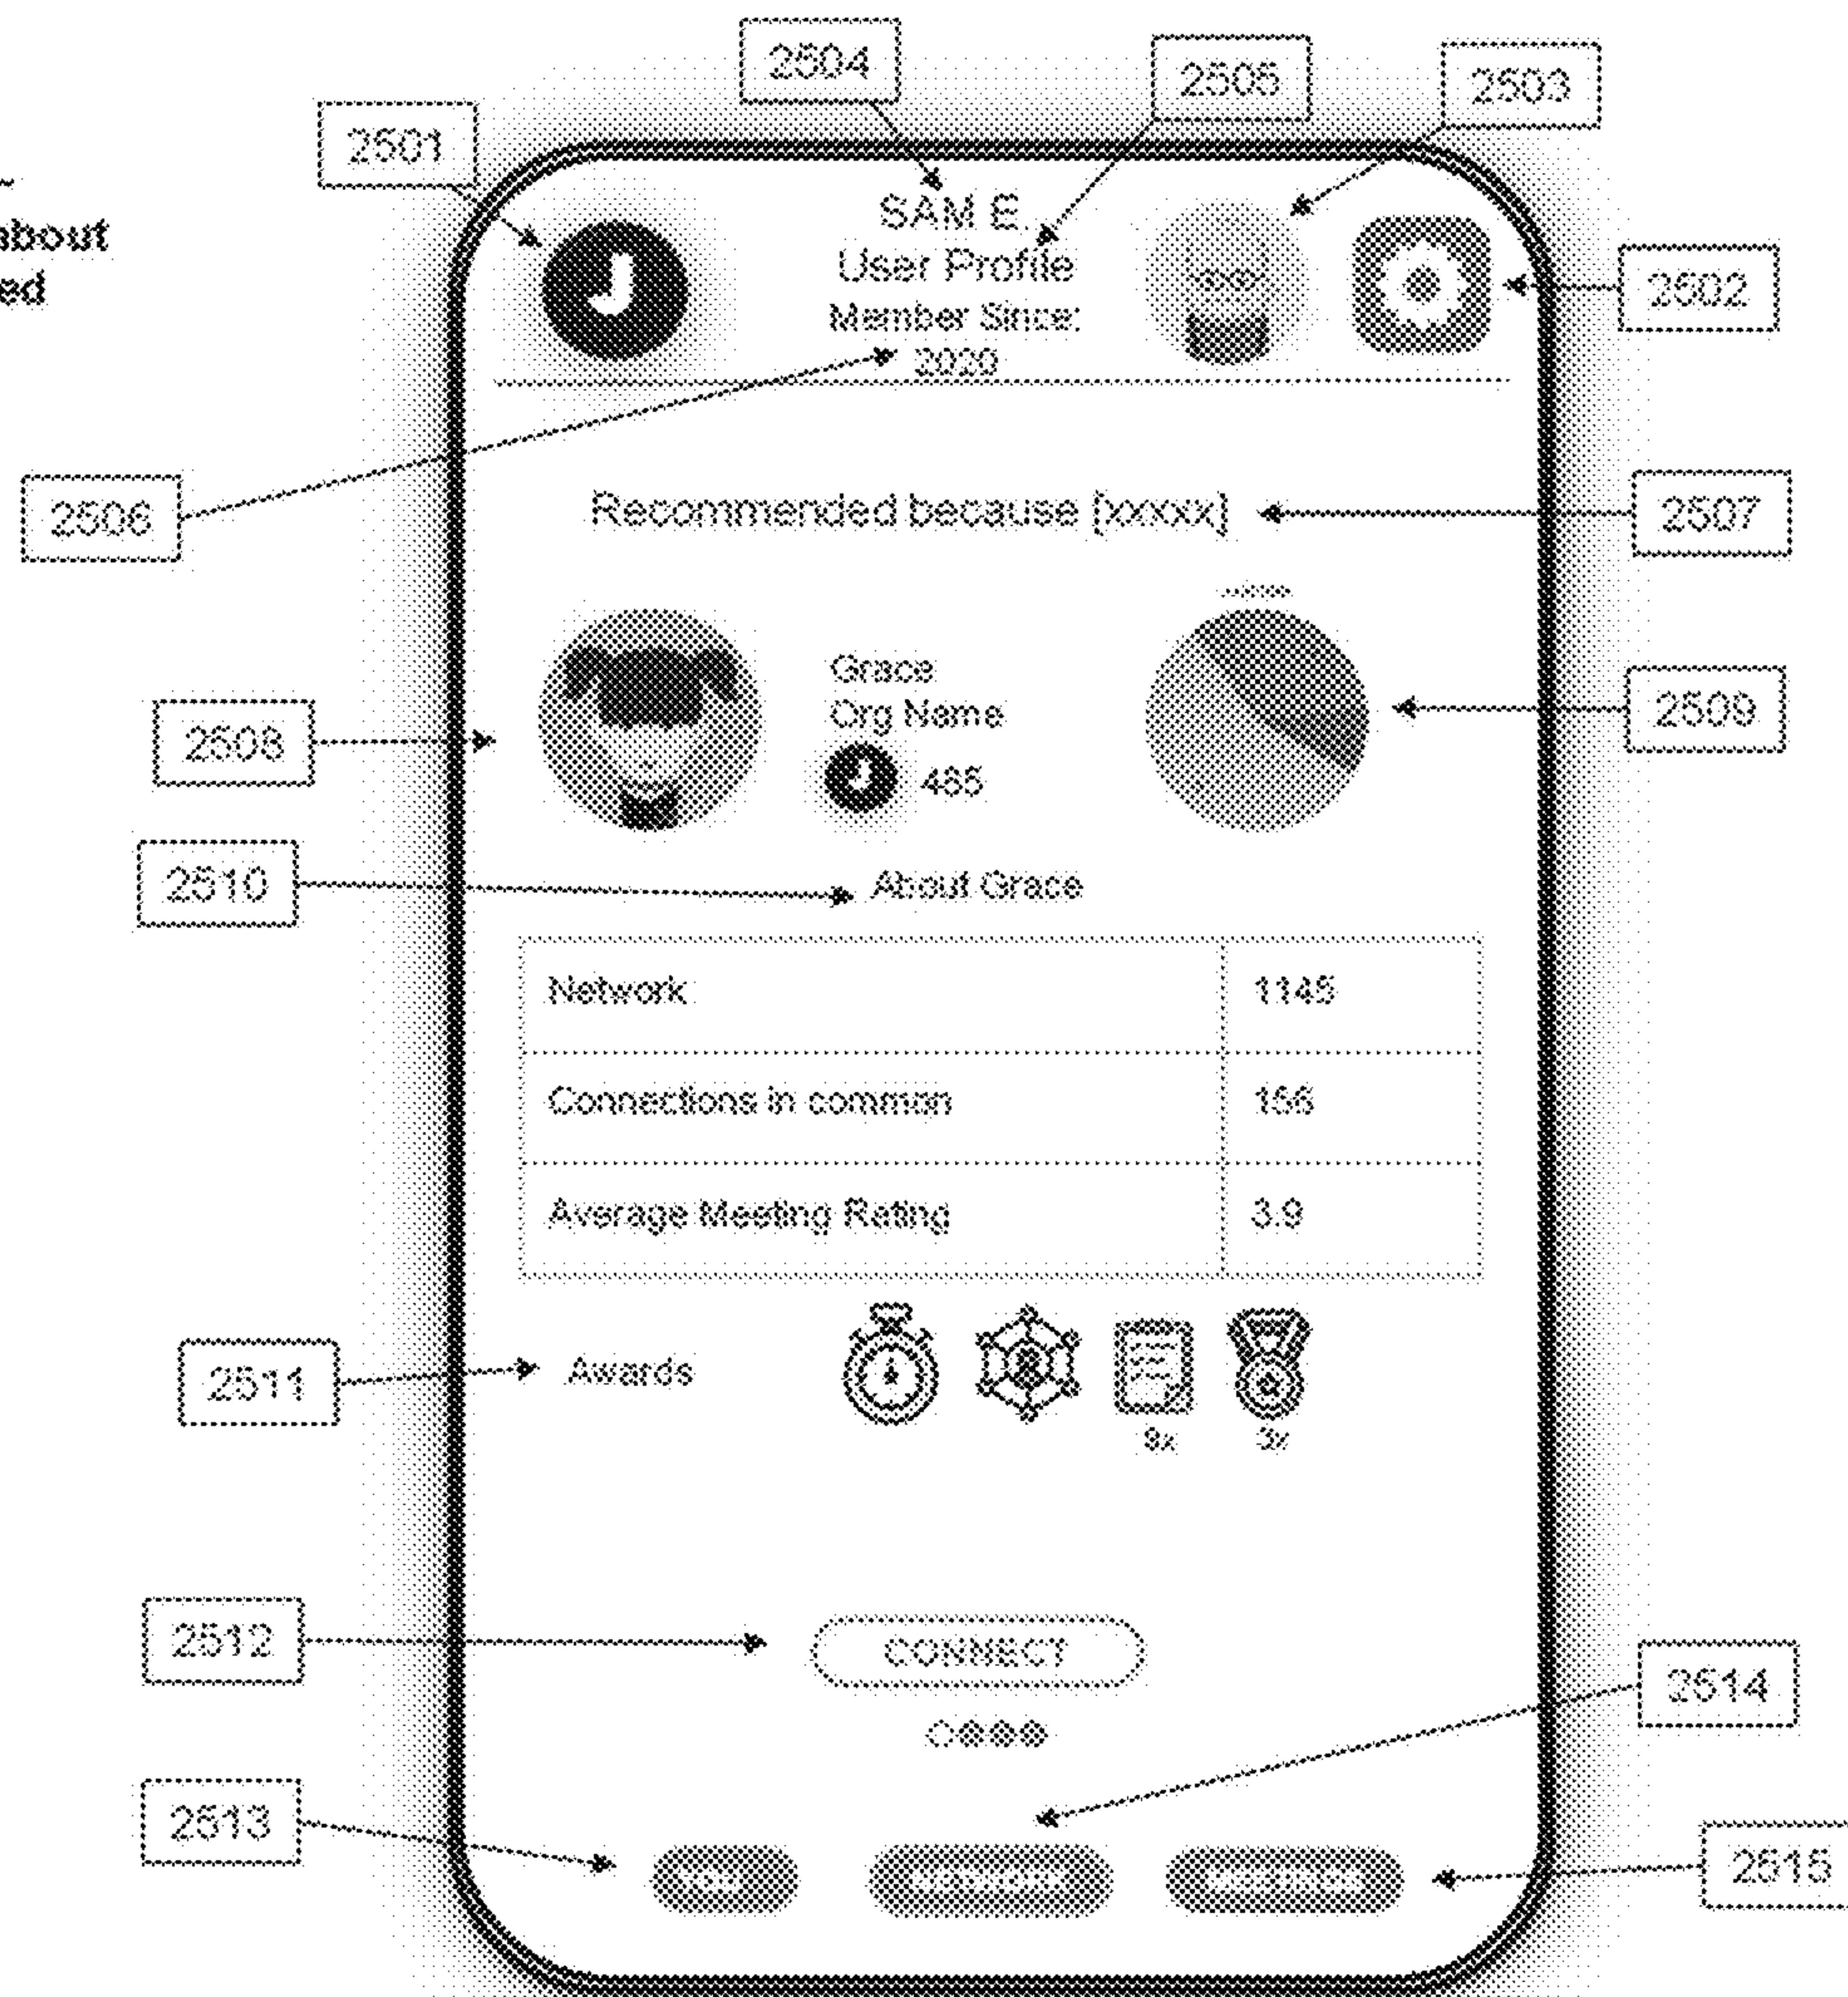 2504
2505
2503
2501
about
SAM E.
User Profile
Member Since:
2020
2502
2506
Recommended because [xxxxx]
2507
Grace
Org Name
485
2508
2509
2510
About Grace
Network 1145
Connections in common 156
Average Meeting Rating 3.9
2511
Awards
9x 3x
2512
CONNECT
2514
2513
2515